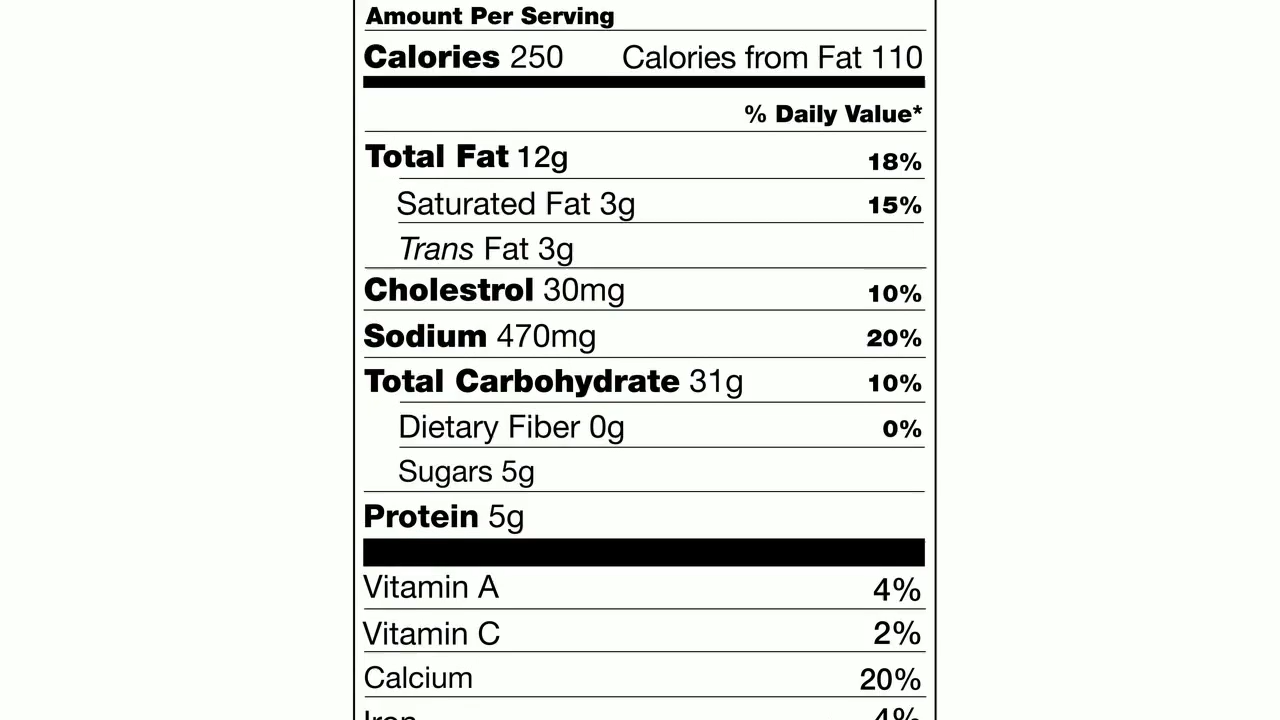 Amount Per Serving
Calories 250 Calories from Fat 110
% Daily Value*
Total Fat 12g 18%
Saturated Fat 3g 15%
Trans Fat 3g
Cholestrol 30mg 10%
Sodium 470mg 20%
Total Carbohydrate 31g 10%
Dietary Fiber 0g 0%
Sugars 5g
Protein 5g
Vitamin A 4%
Vitamin C 2%
Calcium 20%
Iron 4%